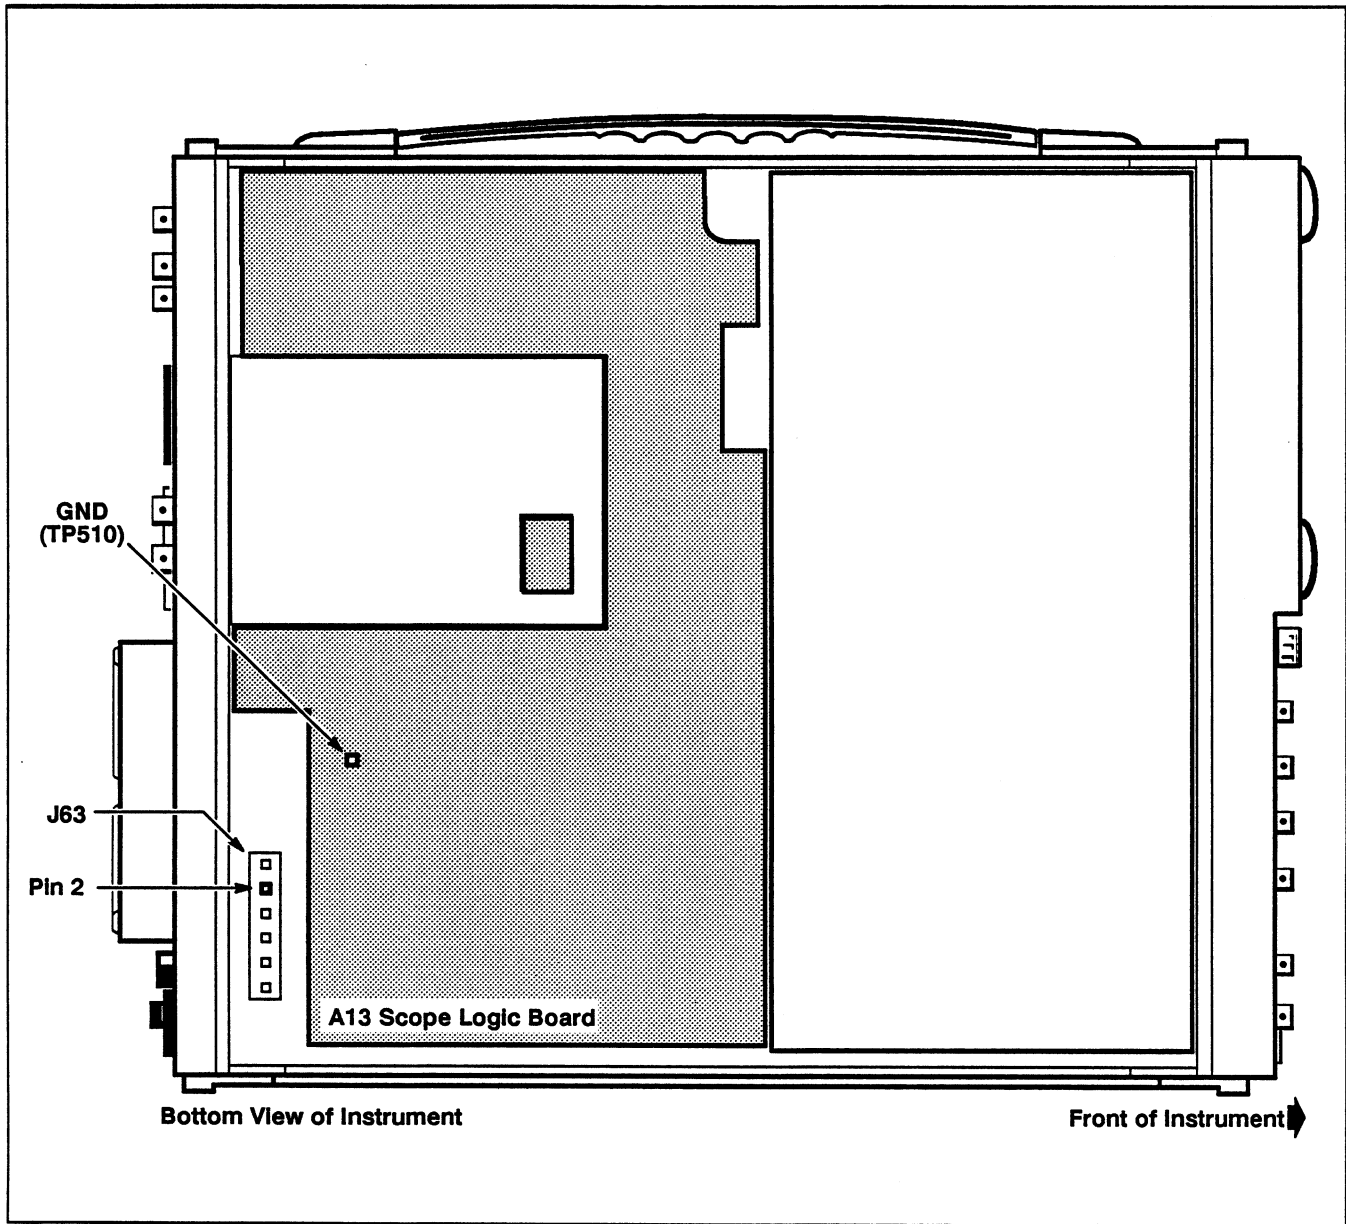 GND
(TP510)
J63
Pin 2
A13 Scope Logic Board
Bottom View of Instrument
Front of Instrument